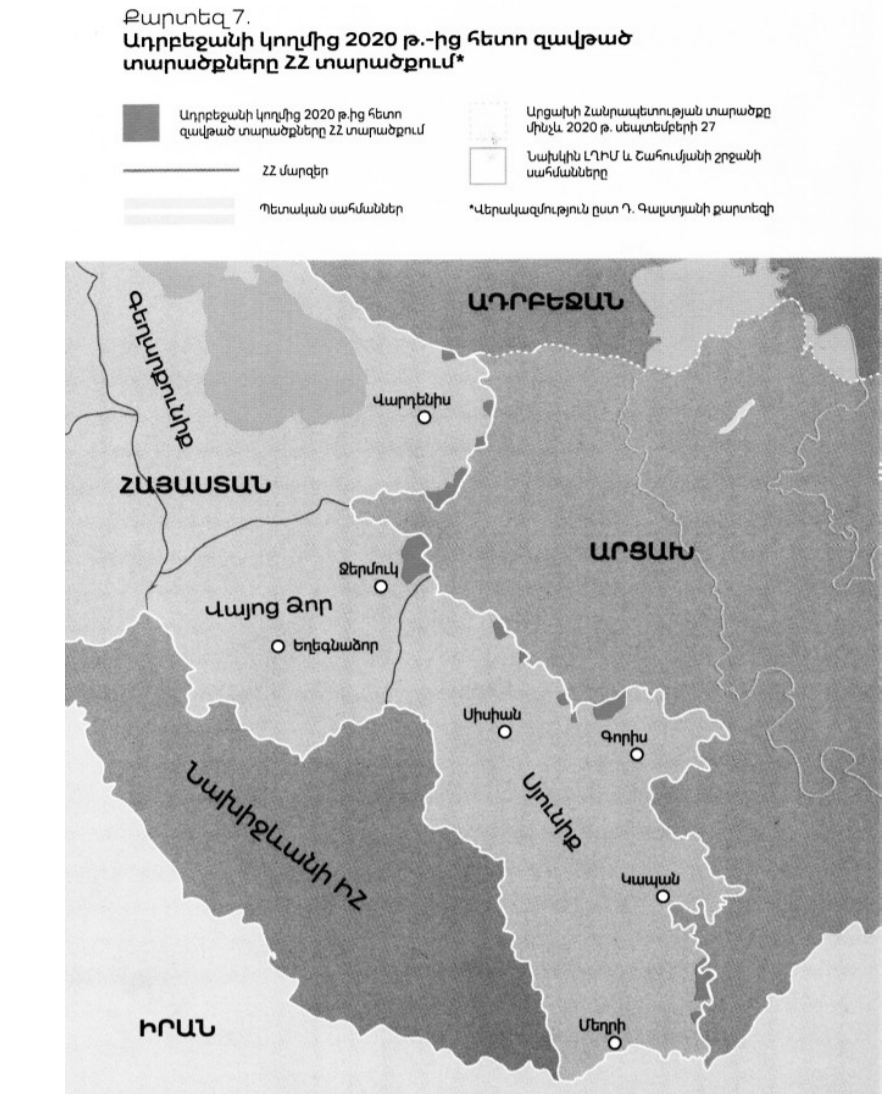 Քարտեզ 7.
Ադրբեջանի կողմից 2020 թ.-ից հետո զավթած
տարածքները ՀՀ տարածքում*
Ադրբեջանի կողմից 2020 թ.ից հետո
զավթած տարածքները ՀՀ տարածքում
Արցախի Հանրապետության տարածքը
մինչև 2020 թ. սեպտեմբերի 27
ՀՀ մարզեր
Նախկին ԼՂԻՄ և Շահումյանի շրջանի
սահմանները
Պետական սահմաններ
*Վերակազմություն ըստ Դ. Գալստյանի քարտեզի
ԱԴՐԲԵՋԱՆ
Գեղարքունիք
Վարդենիս
ՀԱՅԱՍՏԱՆ
ԱՐՑԱԽ
Ջերմուկ
Վայոց Ձոր
Եղեգնաձոր
Սիսիան
Գորիս
Նախիջևանի ԻՀ
Սյունիք
Կապան
ԻՐԱՆ
Մեղրի